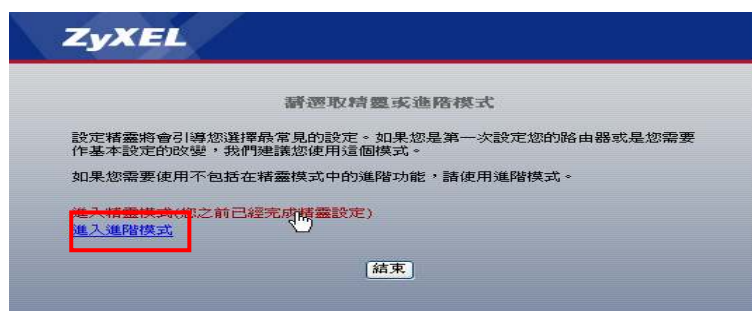 ZyXEL
請選取精靈或進階模式
設定精靈將會引導您選擇最常見的設定。如果您是第一次設定您的路由器或是您需要
作基本設定的改變，我們建議您使用這個模式。
如果您需要使用不包括在精靈模式中的進階功能，請使用進階模式。
進入精靈模式(您之前已經完成精靈設定)
進入進階模式
結束